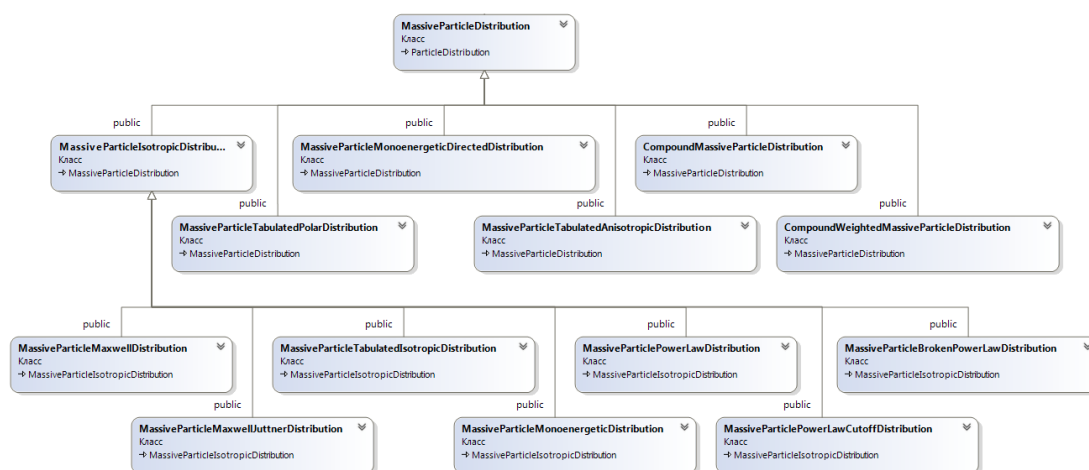 MassiveParticleDistribution
Класс
ParticleDistribution
public
public
public
MassiveParticleIsotropicDistribu...
Класс
MassiveParticleDistribution
MassiveParticleMonoenergeticDirectedDistribution
Класс
MassiveParticleDistribution
CompoundMassiveParticleDistribution
Класс
MassiveParticleDistribution
public
public
public
MassiveParticleTabulatedPolarDistribution
Класс
MassiveParticleDistribution
MassiveParticleTabulatedAnisotropicDistribution
Класс
MassiveParticleDistribution
CompoundWeightedMassiveParticleDistribution
Класс
MassiveParticleDistribution
public
public
public
public
MassiveParticleMaxwellDistribution
Класс
MassiveParticleIsotropicDistribution
MassiveParticleTabulatedIsotropicDistribution
Класс
MassiveParticleIsotropicDistribution
MassiveParticlePowerLawDistribution
Класс
MassiveParticleIsotropicDistribution
MassiveParticleBrokenPowerLawDistribution
Класс
MassiveParticleIsotropicDistribution
public
public
public
MassiveParticleMaxwellJuttnerDistribution
Класс
MassiveParticleIsotropicDistribution
MassiveParticleMonoenergeticDistribution
Класс
MassiveParticleIsotropicDistribution
MassiveParticlePowerLawCutoffDistribution
Класс
MassiveParticleIsotropicDistribution